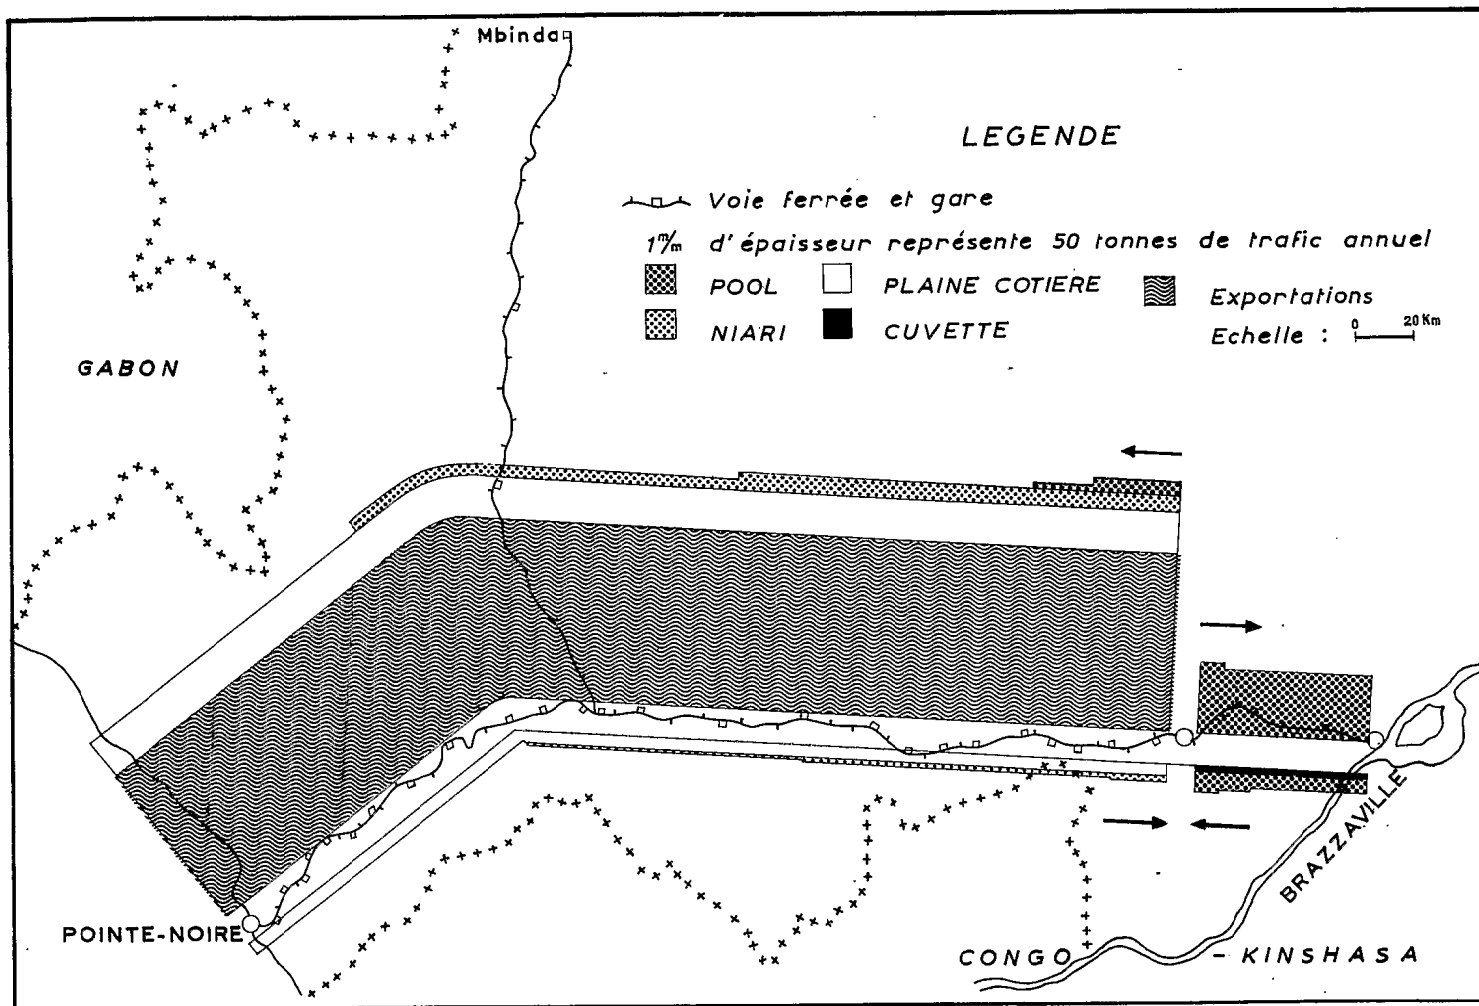 Mbinda
LEGENDE
Voie ferrée et gare
1m/m d'épaisseur représente 50 tonnes de trafic annuel
POOL PLAINE COTIERE Exportations
NIARI CUVETTE Echelle : 0 20 Km
GABON
BRAZZAVILLE
POINTE-NOIRE
CONGO - KINSHASA